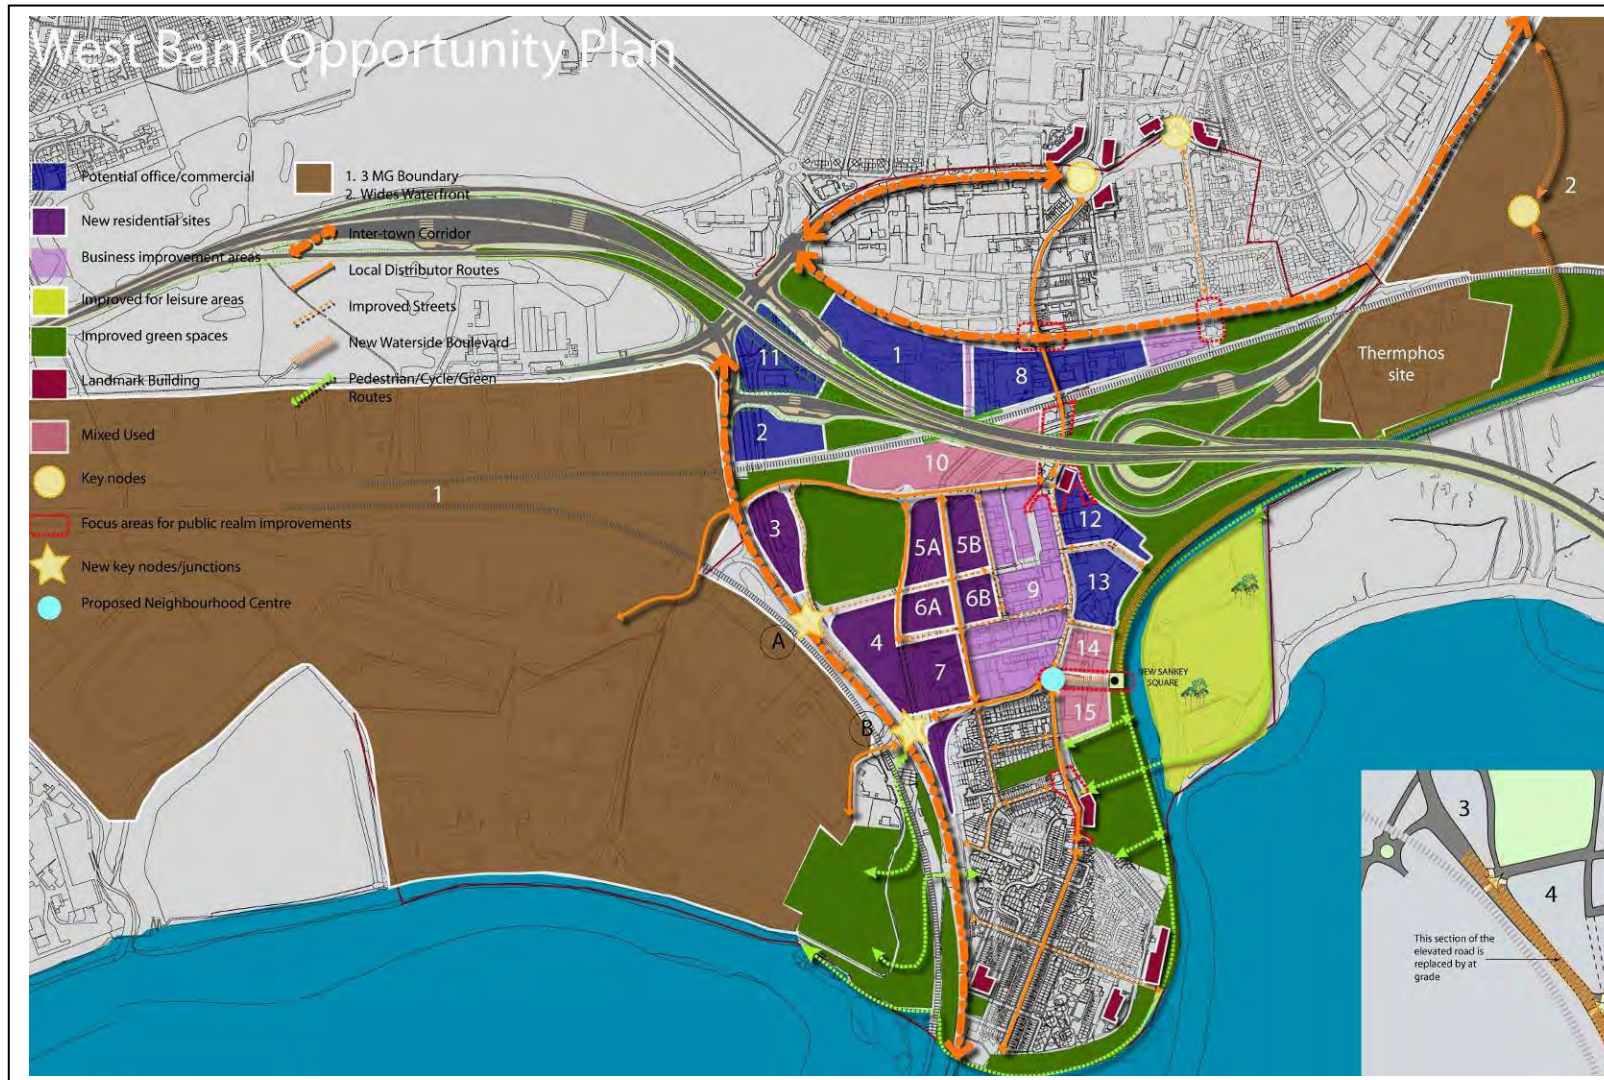 West Bank Opportunity Plan
Potential office/commercial
New residential sites
Business improvement areas
Improved for leisure areas
Improved green spaces
Landmark Building
Mixed Used
Key nodes
Focus areas for public realm improvements
New key nodes/junctions
Proposed Neighbourhood Centre
1. 3 MG Boundary
2. Wides Waterfront
Inter-town Corridor
Local Distributor Routes
Improved Streets
New Waterside Boulevard
Pedestrian/Cycle/Green
Routes
2
Thermphos
site
11
1
8
2
10
1
3
5A
5B
12
9
13
6A
6B
A
4
14
7
NEW SANKEY
SQUARE
15
B
3
4
This section of the
elevated road is
replaced by at
grade